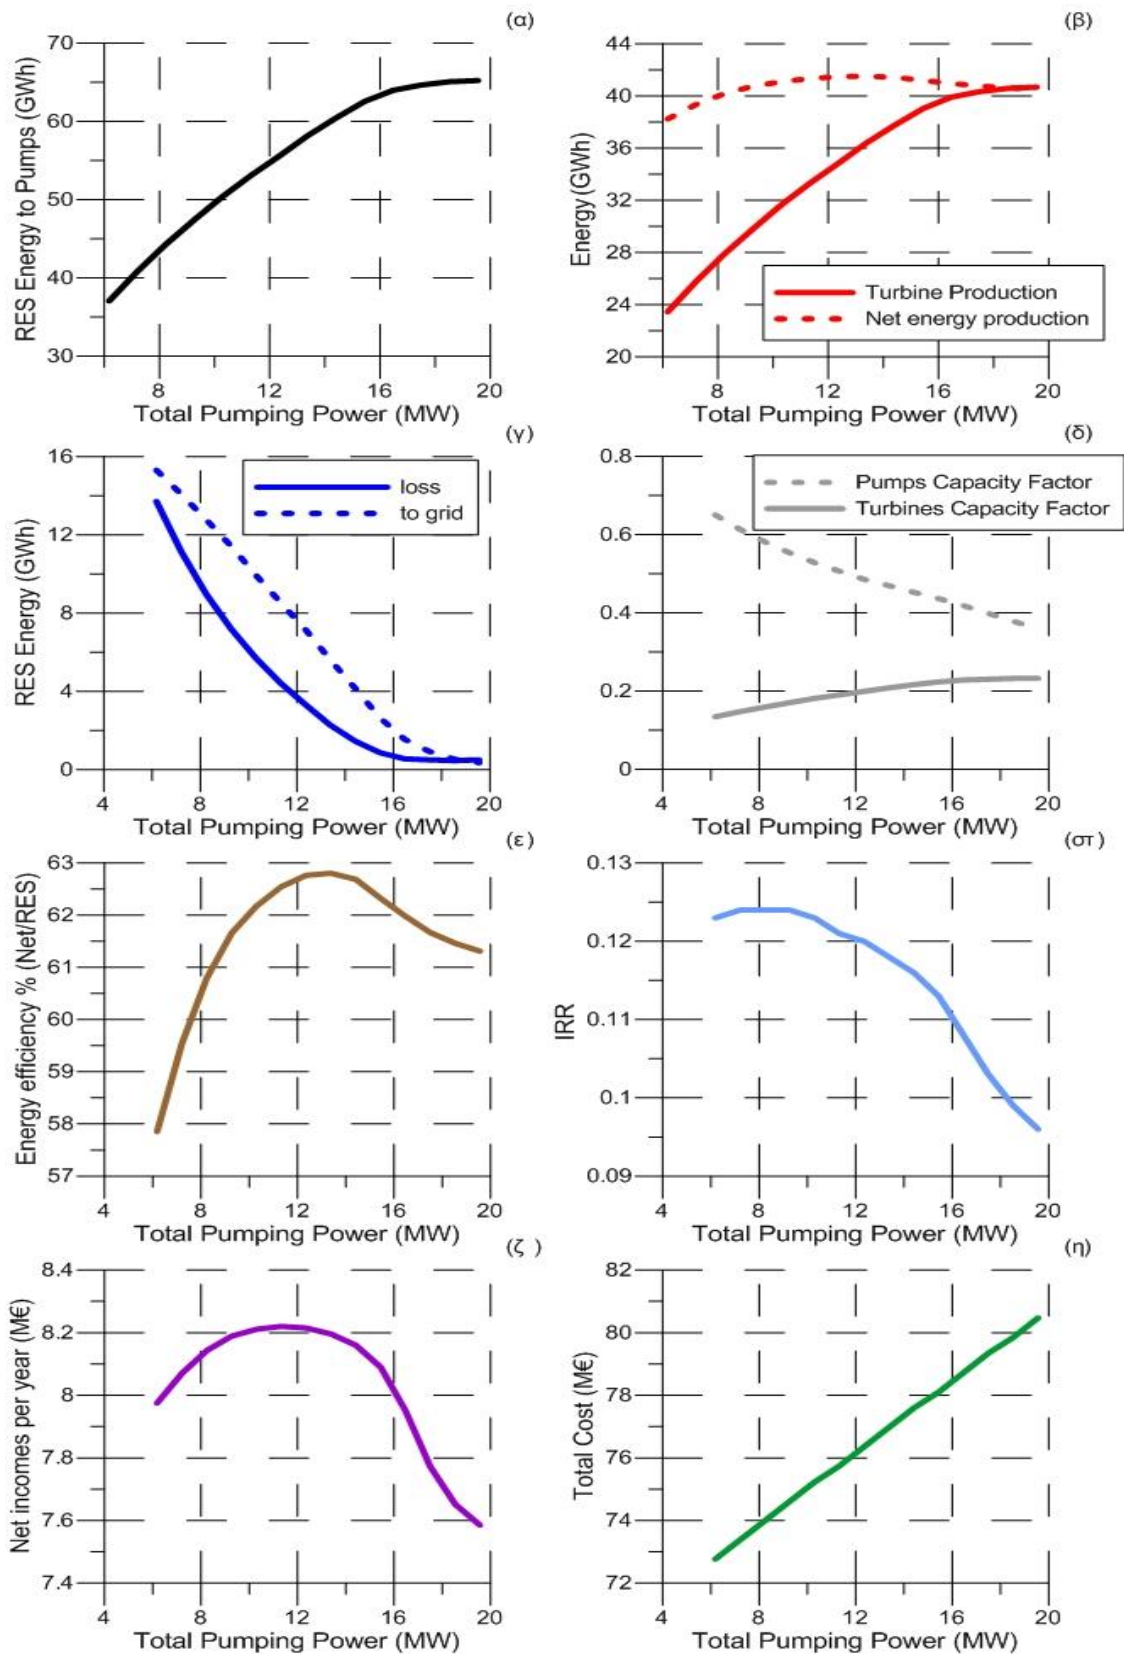 (α)
RES Energy to Pumps (GWh)
70
60
50
40
30
8 12 16 20
Total Pumping Power (MW)
(β)
Energy (GWh)
44
40
36
32
28
24
20
Turbine Production
Net energy production
8 12 16 20
Total Pumping Power (MW)
(γ)
RES Energy (GWh)
16
12
8
4
0
loss
to grid
4 8 12 16 20
Total Pumping Power (MW)
(δ)
0.8
0.6
0.4
0.2
0
Pumps Capacity Factor
Turbines Capacity Factor
4 8 12 16 20
Total Pumping Power (MW)
(ε)
Energy efficiency % (Net/RES)
63
62
61
60
59
58
57
4 8 12 16 20
Total Pumping Power (MW)
(στ)
IRR
0.13
0.12
0.11
0.1
0.09
4 8 12 16 20
Total Pumping Power (MW)
(ζ )
Net incomes per year (M€)
8.4
8.2
8
7.8
7.6
7.4
4 8 12 16 20
Total Pumping Power (MW)
(η)
Total Cost (M€)
82
80
78
76
74
72
4 8 12 16 20
Total Pumping Power (MW)